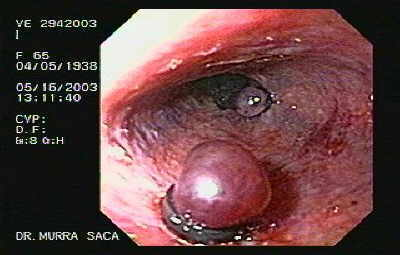 VE 2942003
I
F 65
04/05/1938
05/16/2003
13:11:40
CVP:
D.F:
G:H
DR. MURRA SACA